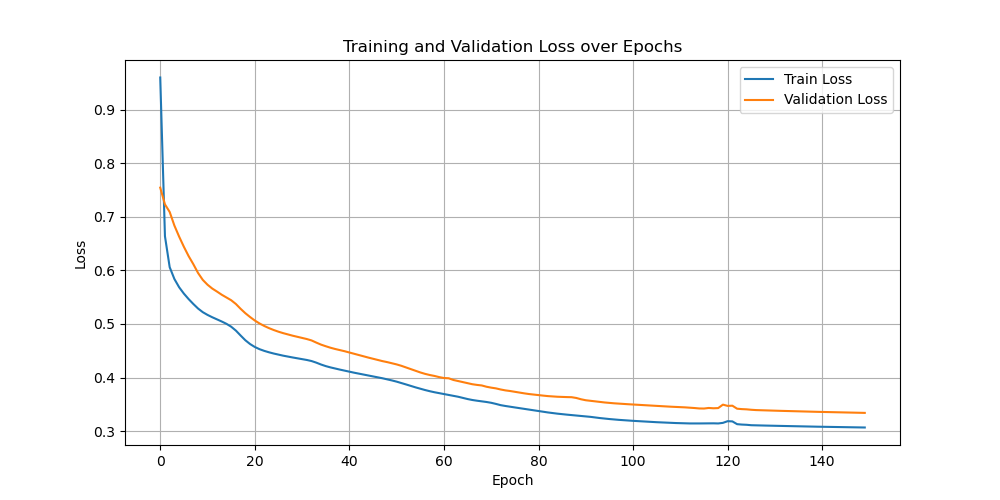 Training and Validation Loss over Epochs
Train Loss
Validation Loss
0.9
0.8
0.7
0.6
0.5
0.4
0.3
Loss
0 20 40 60 80 100 120 140
Epoch